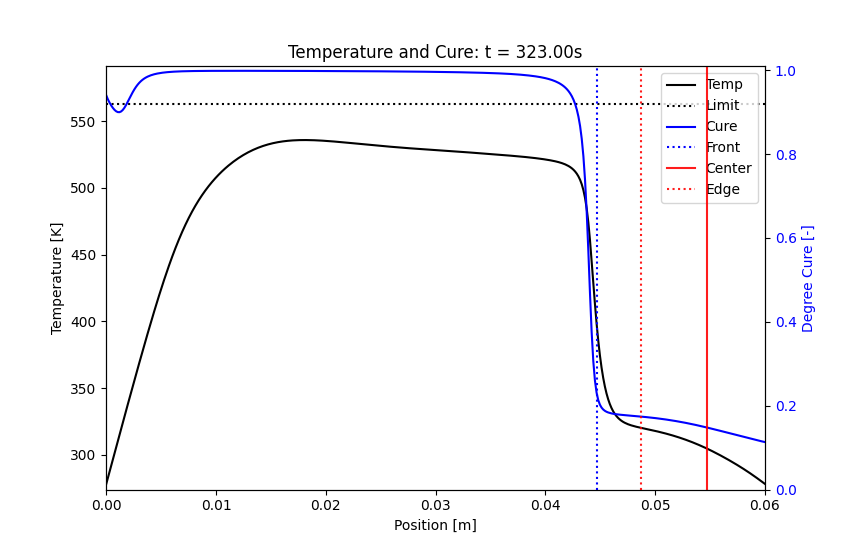 Temperature and Cure: t = 323.00s
Temp
Limit
Cure
Front
Center
Edge
Temperature [K]
550
500
450
400
350
300
1.0
0.8
0.6
0.4
0.2
0.0
Degree Cure [-]
0.00 0.01 0.02 0.03 0.04 0.05 0.06
Position [m]